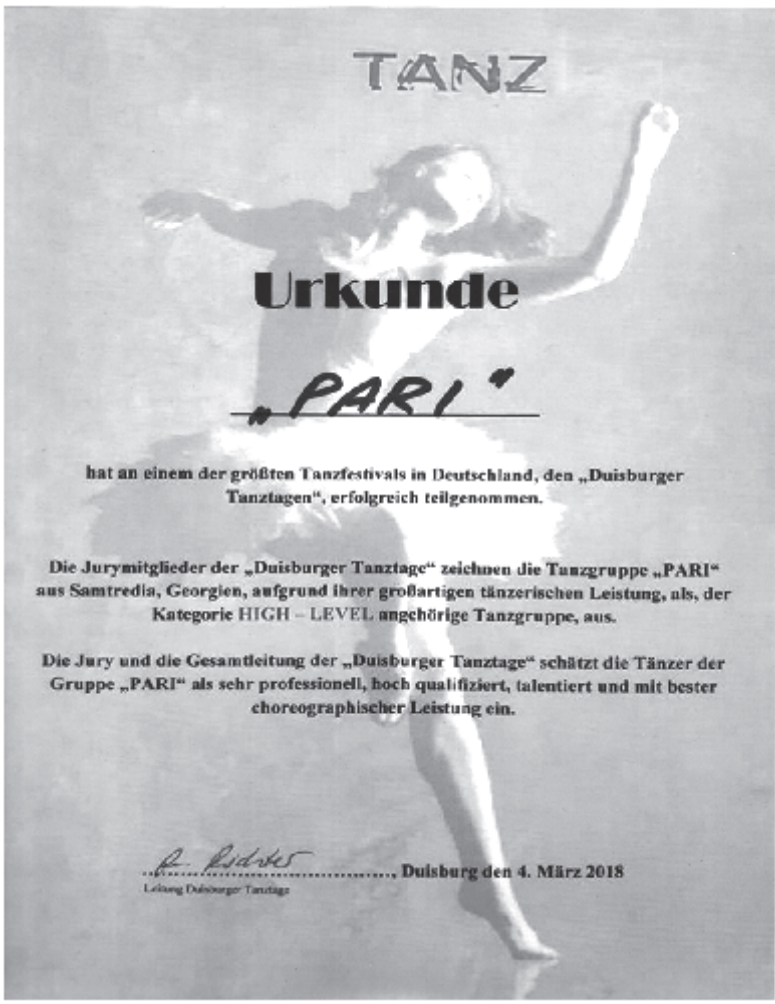 TANZ
Urkunde
„PARI“
hat an einem der größten Tanzfestivals in Deutschland, den „Duisburger
Tanztagen“, erfolgreich teilgenommen.
Die Jurymitglieder der „Duisburger Tanztage“ zeichnen die Tanzgruppe „PARI“
aus Samtredia, Georgien, aufgrund ihrer großartigen tänzerischen Leistung, als, der
Kategorie HIGH – LEVEL angehörige Tanzgruppe, aus.
Die Jury und die Gesamtleitung der „Duisburger Tanztage“ schätzt die Tänzer der
Gruppe „PARI“ als sehr professionell, hoch qualifiziert, talentiert und mit bester
choreographischer Leistung ein.
R. Richter
........................................, Duisburg den 4. März 2018
Leitung Duisburger Tanztage